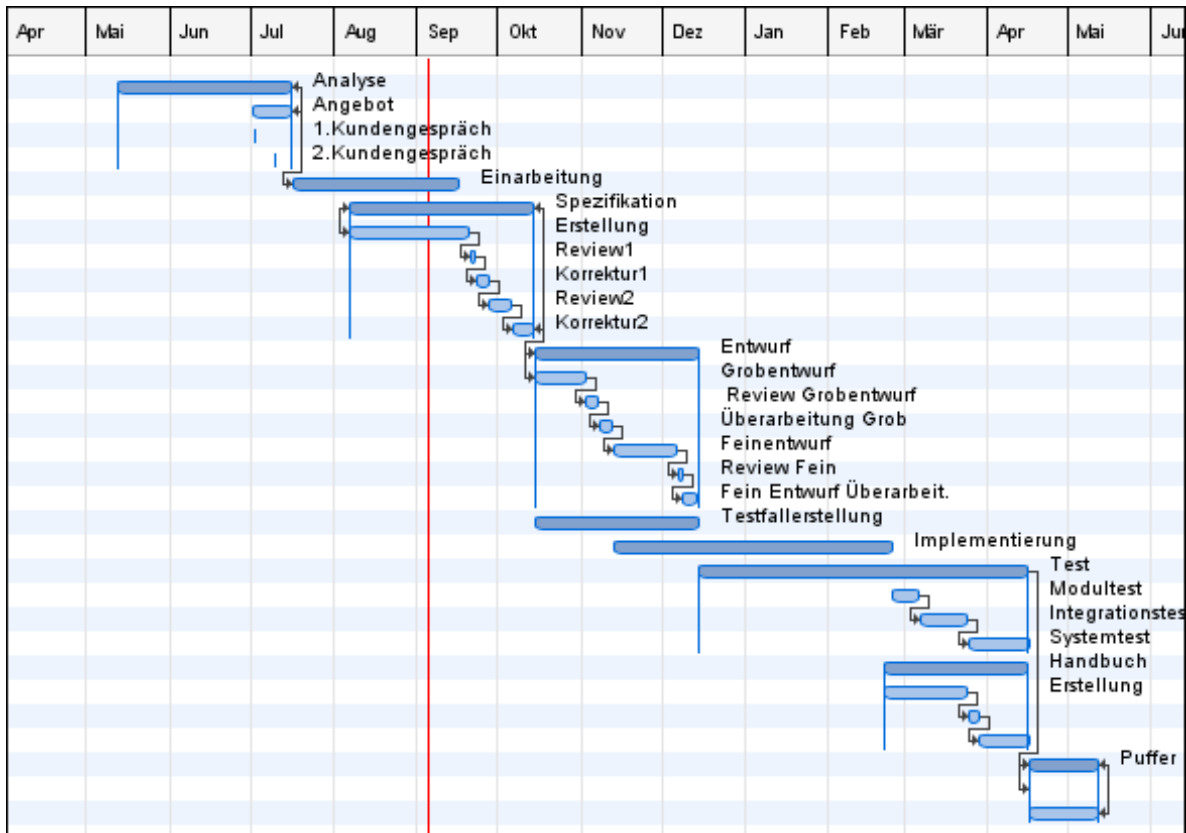 Apr Mai Jun Jul Aug Sep Okt Nov Dez Jan Feb Mär Apr Mai Ju
Analyse
Angebot
1.Kundengespräch
2.Kundengespräch
Einarbeitung
Spezifikation
Erstellung
Review1
Korrektur1
Review2
Korrektur2
Entwurf
Grobentwurf
Review Grobentwurf
Überarbeitung Grob
Feinentwurf
Review Fein
Fein Entwurf Überarbeit.
Testfallerstellung
Implementierung
Test
Modultest
Integrationstes
Systemtest
Handbuch
Erstellung
Puffer